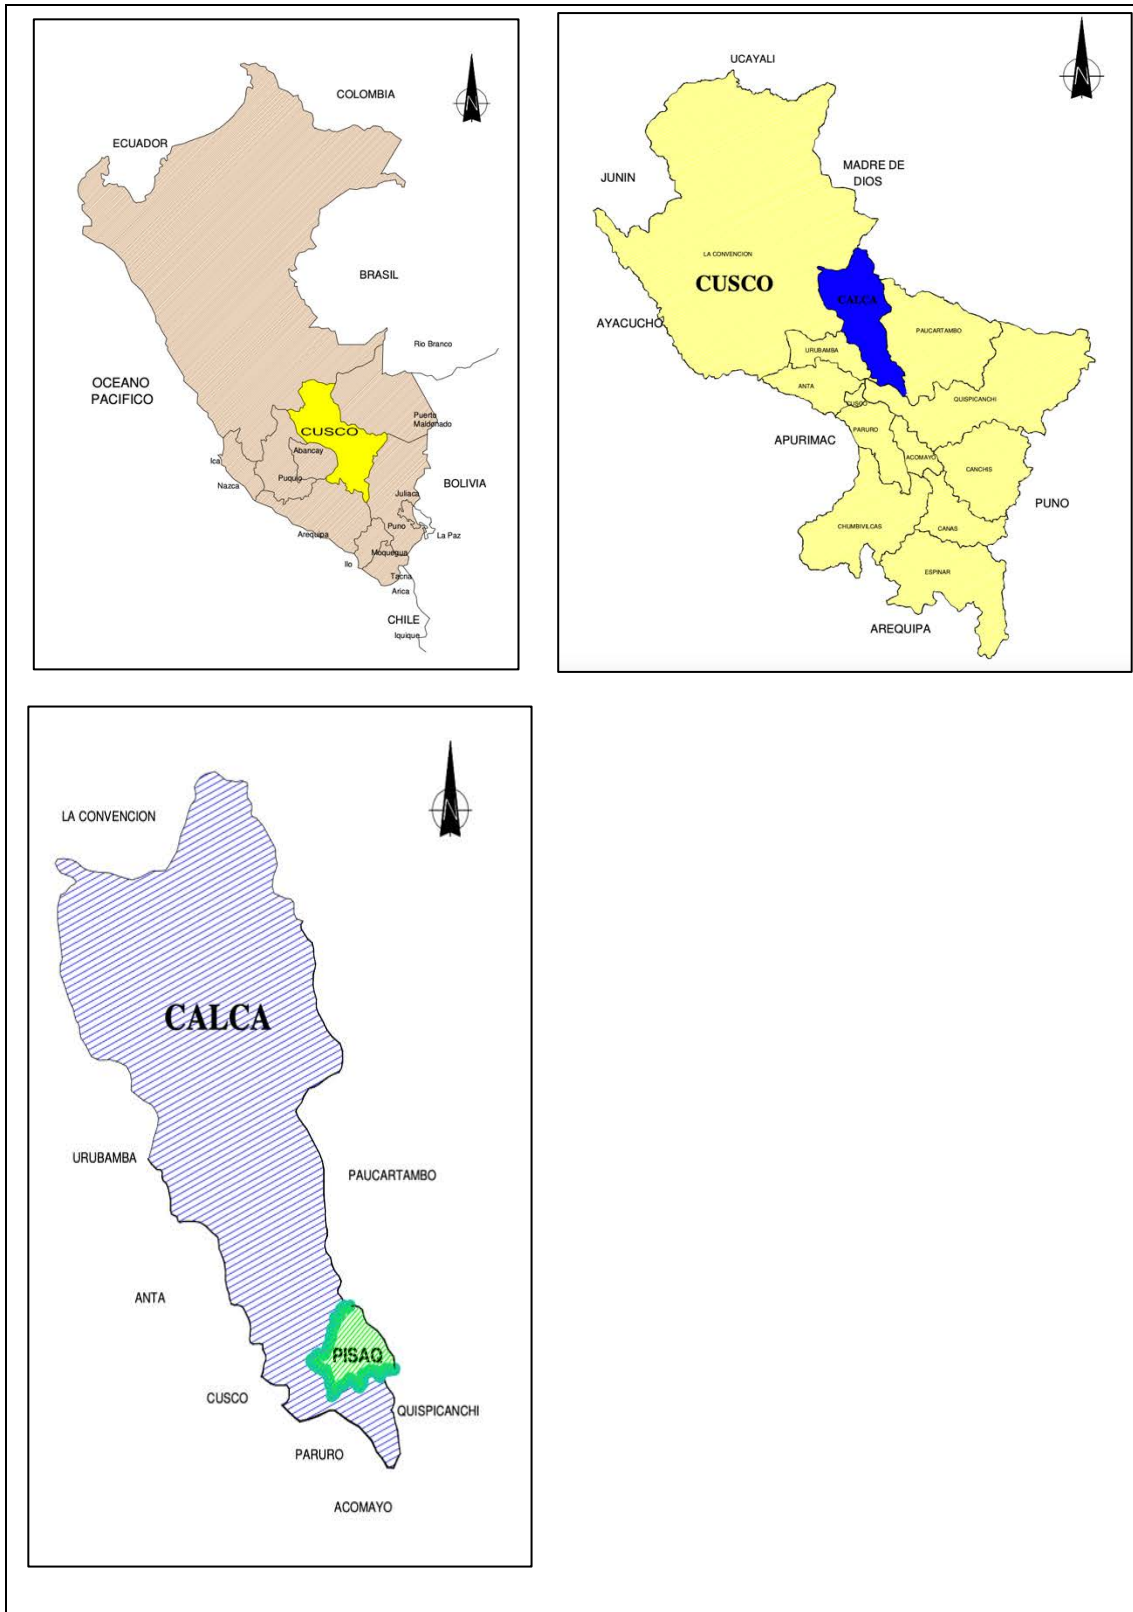 COLOMBIA
N
ECUADOR
BRASIL
Rio Branco
OCEANO
PACIFICO
Puerto
Maldonado
CUSCO
Abancay
Ica
Puquio
Nazca
BOLIVIA
Juliaca
Arequipa
Puno
La Paz
Moquegua
Ilo
Tacna
Arica
CHILE
Iquique
UCAYALI
N
MADRE DE
DIOS
JUNIN
LA CONVENCION
CUSCO
CALCA
AYACUCHO
PAUCARTAMBO
URUBAMBA
ANTA
QUISPICANCHI
CUSCO
PARURO
APURIMAC
ACOMAYO
CANCHIS
PUNO
CHUMBIVILCAS
CANAS
ESPINAR
AREQUIPA
LA CONVENCION
N
CALCA
URUBAMBA
PAUCARTAMBO
ANTA
PISAQ
CUSCO
QUISPICANCHI
PARURO
ACOMAYO